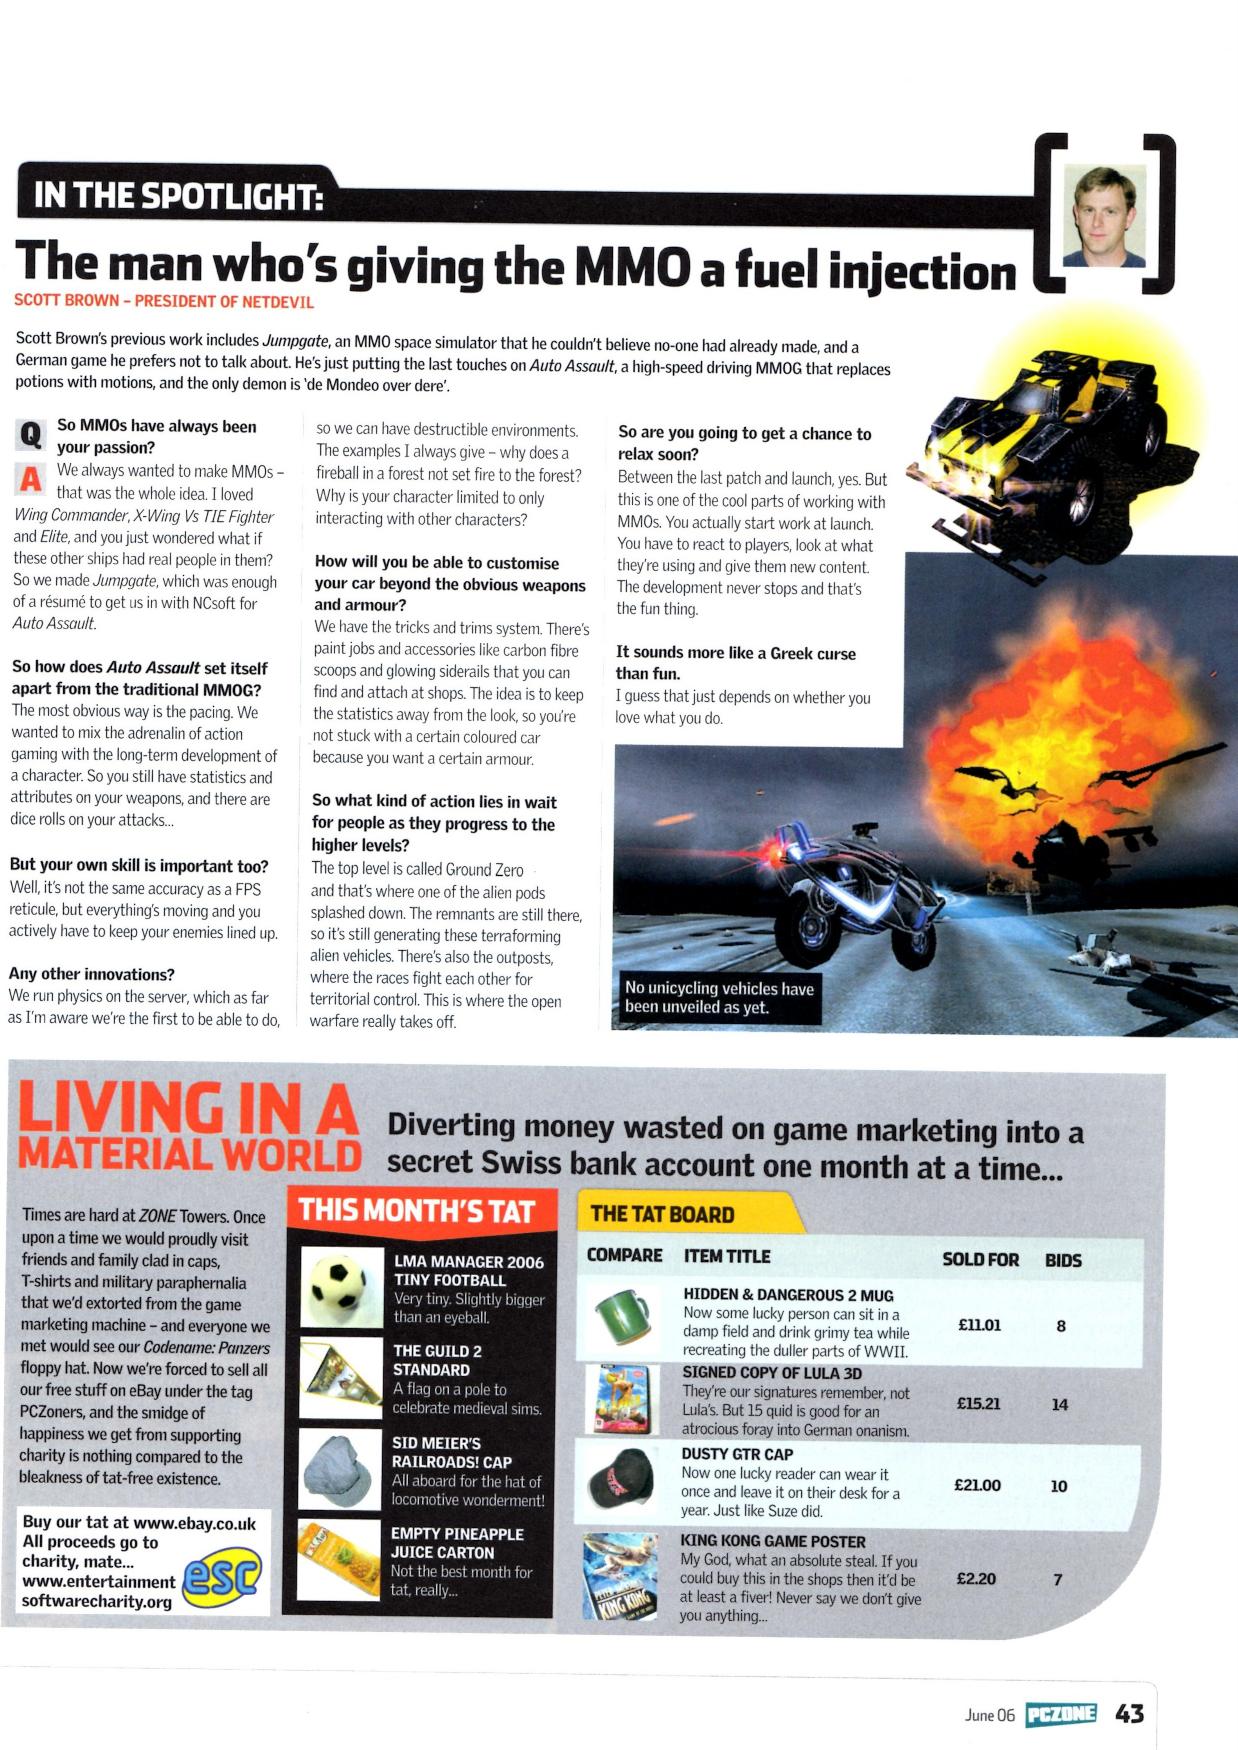 IN THE SPOTLIGHT:
The man who's giving the MMO a fuel injection
SCOTT BROWN – PRESIDENT OF NETDEVIL
Scott Brown's previous work includes Jumpgate, an MMO space simulator that he couldn't believe no-one had already made, and a
German game he prefers not to talk about. He's just putting the last touches on Auto Assault, a high-speed driving MMOG that replaces
potions with motions, and the only demon is 'de Mondeo over dere'.
Q So MMOs have always been
your passion?
A We always wanted to make MMOs –
that was the whole idea. I loved
Wing Commander, X-Wing Vs TIE Fighter
and Elite, and you just wondered what if
these other ships had real people in them?
So we made Jumpgate, which was enough
of a résumé to get us in with NCsoft for
Auto Assault.
So how does Auto Assault set itself
apart from the traditional MMOG?
The most obvious way is the pacing. We
wanted to mix the adrenalin of action
gaming with the long-term development of
a character. So you still have statistics and
attributes on your weapons, and there are
dice rolls on your attacks...
But your own skill is important too?
Well, it's not the same accuracy as a FPS
reticule, but everything's moving and you
actively have to keep your enemies lined up.
Any other innovations?
We run physics on the server, which as far
as I'm aware we're the first to be able to do,
so we can have destructible environments.
The examples I always give – why does a
fireball in a forest not set fire to the forest?
Why is your character limited to only
interacting with other characters?
How will you be able to customise
your car beyond the obvious weapons
and armour?
We have the tricks and trims system. There's
paint jobs and accessories like carbon fibre
scoops and glowing siderails that you can
find and attach at shops. The idea is to keep
the statistics away from the look, so you're
not stuck with a certain coloured car
because you want a certain armour.
So what kind of action lies in wait
for people as they progress to the
higher levels?
The top level is called Ground Zero
and that's where one of the alien pods
splashed down. The remnants are still there,
so it's still generating these terraforming
alien vehicles. There's also the outposts,
where the races fight each other for
territorial control. This is where the open
warfare really takes off.
So are you going to get a chance to
relax soon?
Between the last patch and launch, yes. But
this is one of the cool parts of working with
MMOs. You actually start work at launch.
You have to react to players, look at what
they're using and give them new content.
The development never stops and that's
the fun thing.
It sounds more like a Greek curse
than fun.
I guess that just depends on whether you
love what you do.
No unicycling vehicles have
been unveiled as yet.
LIVING IN A
MATERIAL WORLD
Diverting money wasted on game marketing into a
secret Swiss bank account one month at a time...
Times are hard at ZONE Towers. Once
upon a time we would proudly visit
friends and family clad in caps,
T-shirts and military paraphernalia
that we'd extorted from the game
marketing machine – and everyone we
met would see our Codename: Panzers
floppy hat. Now we're forced to sell all
our free stuff on eBay under the tag
PCZoners, and the smidge of
happiness we get from supporting
charity is nothing compared to the
bleakness of tat-free existence.
Buy our tat at www.ebay.co.uk
All proceeds go to
charity, mate...
www.entertainment
softwarecharity.org
esc
THIS MONTH'S TAT
LMA MANAGER 2006
TINY FOOTBALL
Very tiny. Slightly bigger
than an eyeball.
THE GUILD 2
STANDARD
A flag on a pole to
celebrate medieval sims.
SID MEIER'S
RAILROADS! CAP
All aboard for the hat of
locomotive wonderment!
EMPTY PINEAPPLE
JUICE CARTON
Not the best month for
tat, really...
THE TAT BOARD
COMPARE ITEM TITLE SOLD FOR BIDS
HIDDEN & DANGEROUS 2 MUG
Now some lucky person can sit in a
damp field and drink grimy tea while
recreating the duller parts of WWII.
£11.01 8
SIGNED COPY OF LULA 3D
They're our signatures remember, not
Lula's. But 15 quid is good for an
atrocious foray into German onanism.
£15.21 14
DUSTY GTR CAP
Now one lucky reader can wear it
once and leave it on their desk for a
year. Just like Suze did.
£21.00 10
KING KONG GAME POSTER
My God, what an absolute steal. If you
could buy this in the shops then it'd be
at least a fiver! Never say we don't give
you anything...
£2.20 7
KING KONG
June 06 PCZONE 43